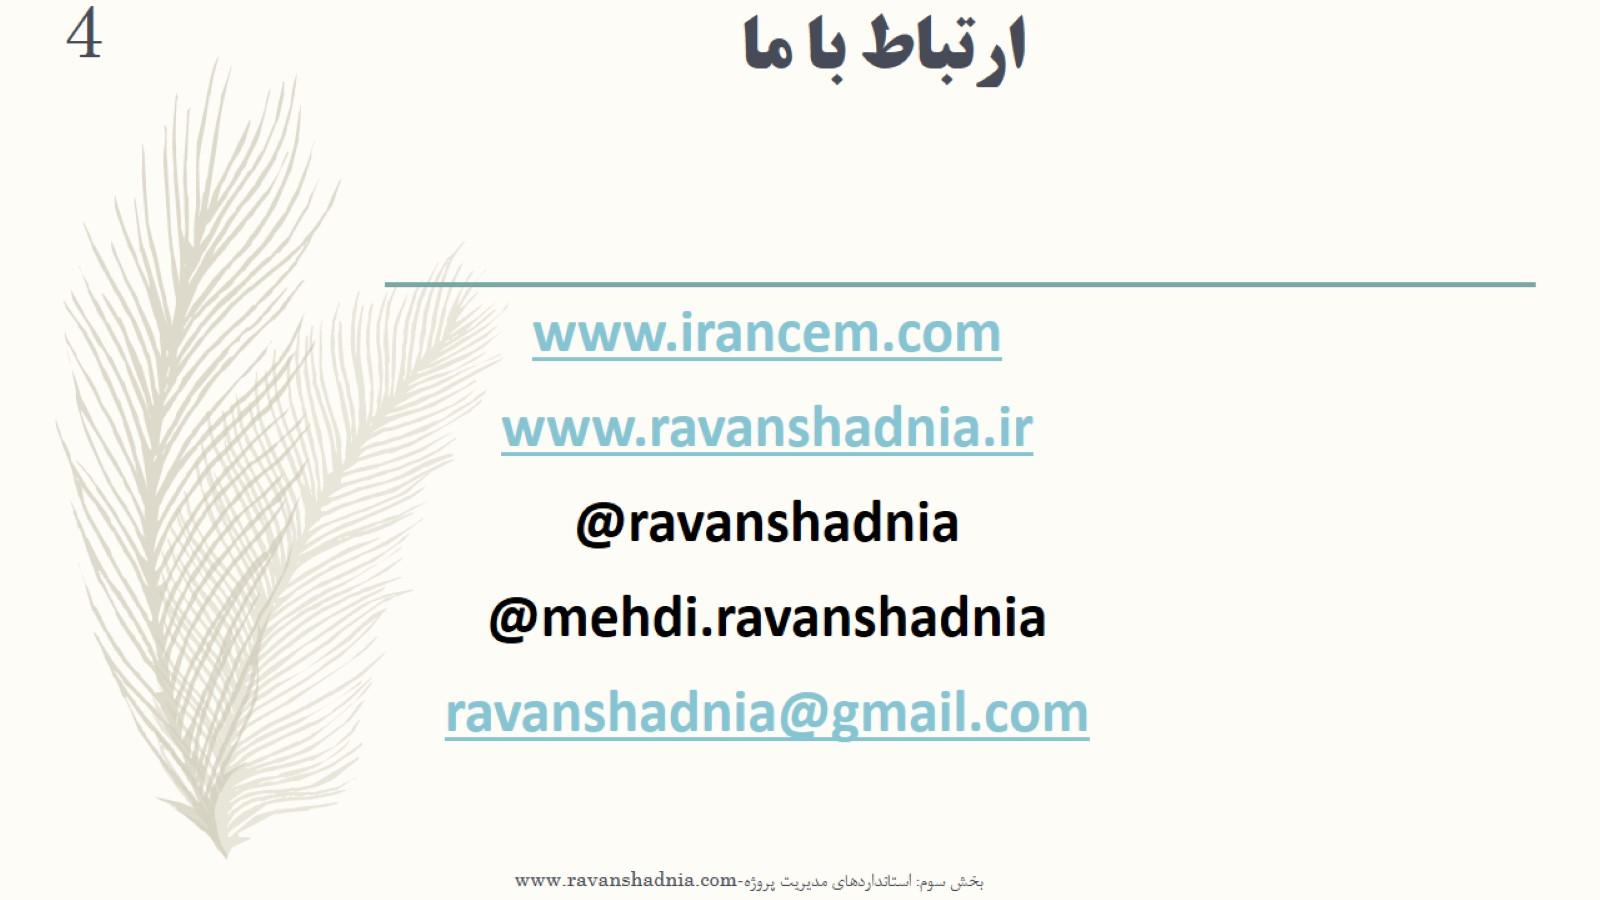 4
ارتباط با ما
www.irancem.com
www.ravanshadnia.ir
@ravanshadnia
@mehdi.ravanshadnia
ravanshadnia@gmail.com
بخش سوم: استانداردهای مدیریت پروژه-www.ravanshadnia.com